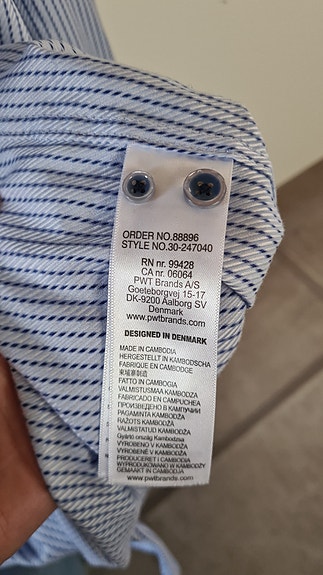 ORDER NO.88896
STYLE NO.30-247040
RN nr. 99428
CA nr. 06064
PWT Brands A/S
Goeteborgvej 15-17
DK-9200 Aalborg SV
Denmark
www.pwtbrands.com
DESIGNED IN DENMARK
MADE IN CAMBODIA
HERGESTELLT IN KAMBODSCHA
FABRIQUE EN CAMBODGE
柬埔寨制造
FATTO IN CAMBOGIA
VALMISTUSMAA KAMBODZA
FABRICADO EN CAMPUCHEA
ПРОИЗВЕДЕНО В КАМПУЧИИ
PAGAMINTA KAMBODŽA
RAŽOTS KAMBODŽA
VALMISTATUD KAMBODŽA
Gyártó ország Kambodzsa
VYROBENO V KAMBODŽA
VYROBENÉ V KAMBODŽA
PRODUCERET I CAMBODIA
WYPRODUKOWANO W KAMBODŻY
GEMAAKT IN CAMBODJA
www.pwtbrands.com